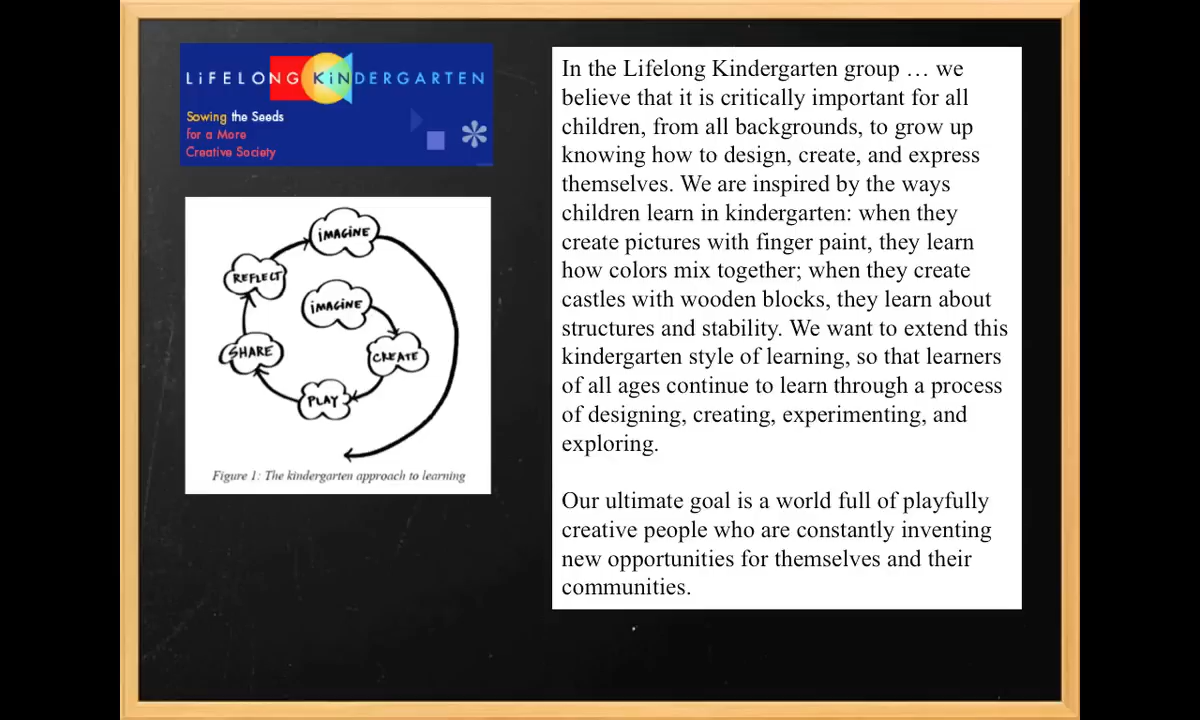 LiFELONG KiNDERGARTEN
Sowing the Seeds
for a More
Creative Society
iMAGiNE
REFLECT
iMAGiNE
SHARE
CREATE
PLAY
Figure 1: The kindergarten approach to learning
In the Lifelong Kindergarten group … we
believe that it is critically important for all
children, from all backgrounds, to grow up
knowing how to design, create, and express
themselves. We are inspired by the ways
children learn in kindergarten: when they
create pictures with finger paint, they learn
how colors mix together; when they create
castles with wooden blocks, they learn about
structures and stability. We want to extend this
kindergarten style of learning, so that learners
of all ages continue to learn through a process
of designing, creating, experimenting, and
exploring.
Our ultimate goal is a world full of playfully
creative people who are constantly inventing
new opportunities for themselves and their
communities.